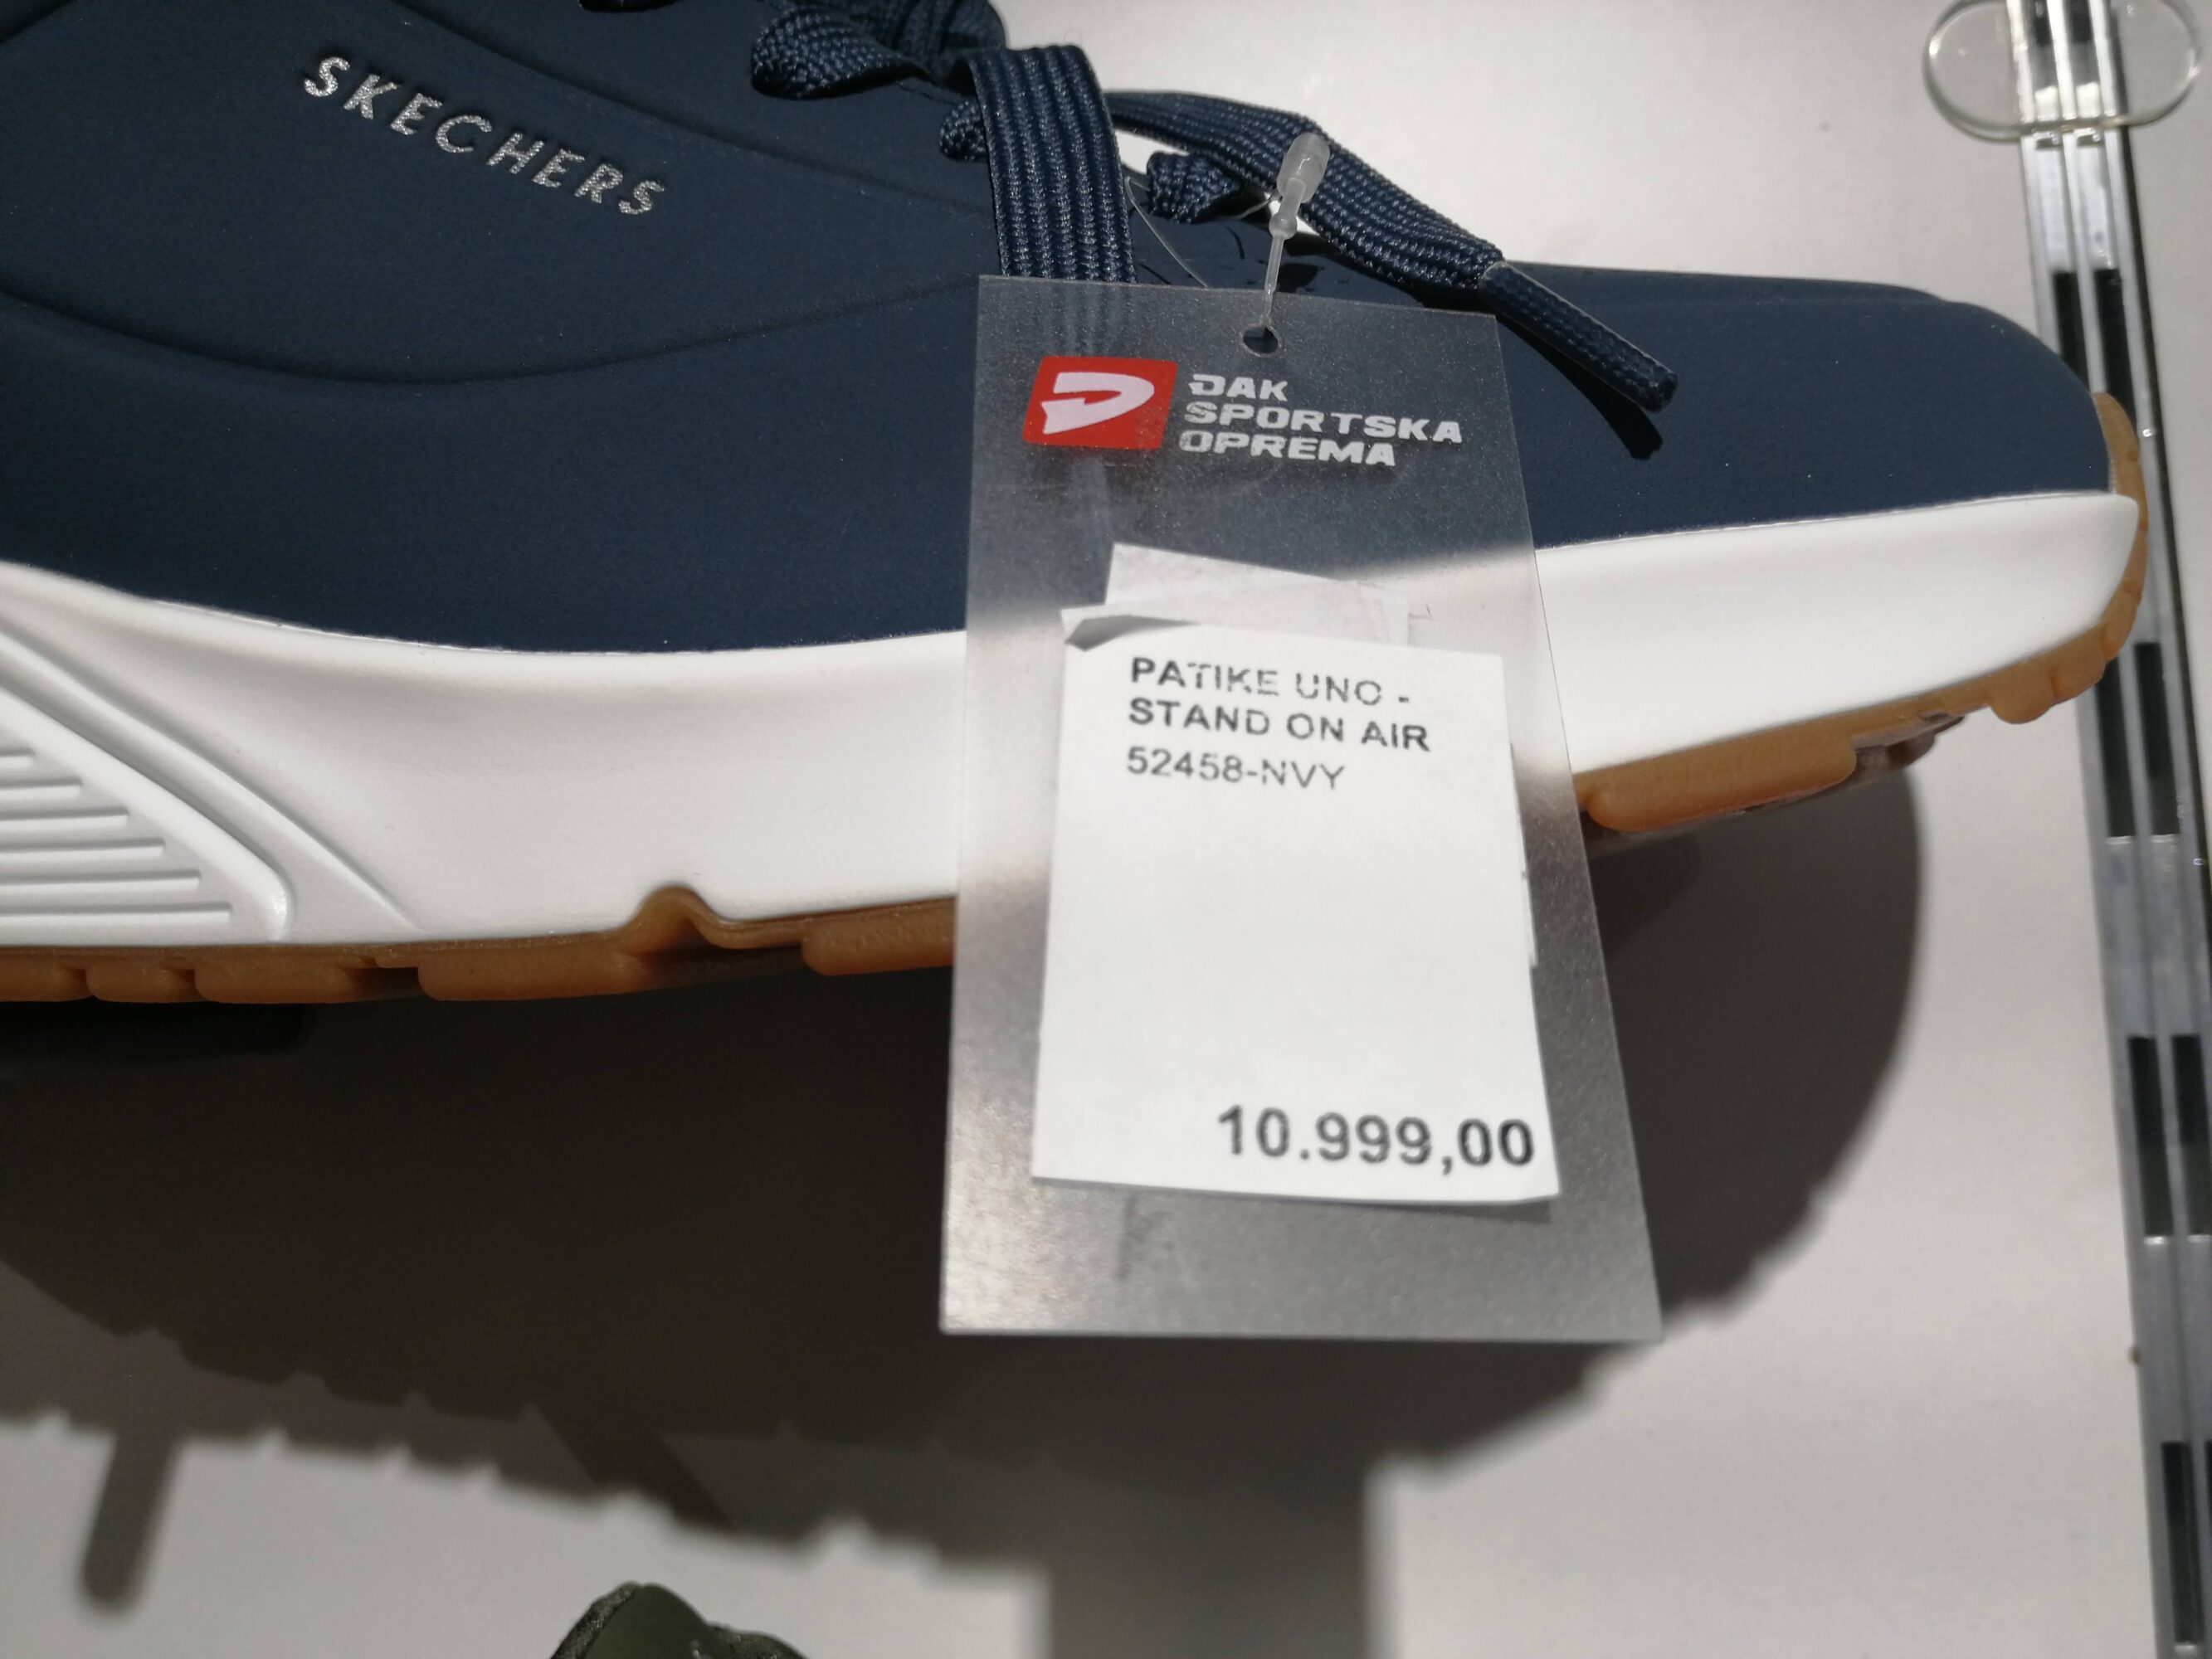 SKECHERS
ĐAK
SPORTSKA
OPREMA
PATIKE UNO -
STAND ON AIR
52458-NVY
10.999,00